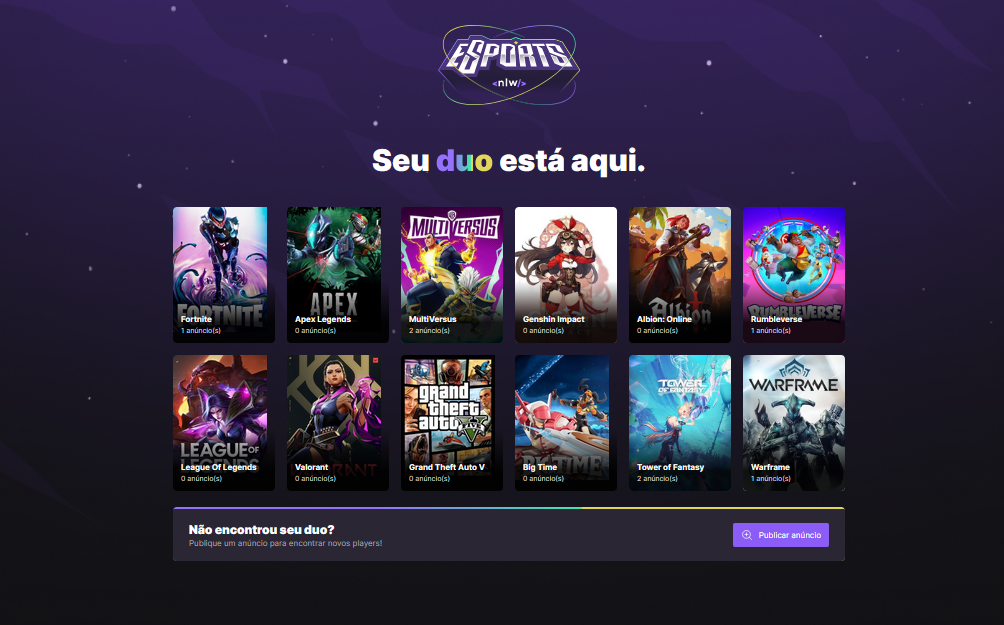 ESPORTS
<nlw/>
Seu duo está aqui.
FORTNITE
Fortnite
1 anúncio(s)
APEX
Apex Legends
0 anúncio(s)
MULTIVERSUS
MultiVersus
2 anúncio(s)
Genshin Impact
0 anúncio(s)
Albion
Albion: Online
0 anúncio(s)
RUMBLEVERSE
Rumbleverse
1 anúncio(s)
LEAGUE OF
LEGENDS
League Of Legends
0 anúncio(s)
Valorant
0 anúncio(s)
grand
theft
auto V
FIVE
Grand Theft Auto V
0 anúncio(s)
BIG TIME
Big Time
0 anúncio(s)
TOWER
OF FANTASY
Tower of Fantasy
2 anúncio(s)
WARFRAME
Warframe
1 anúncio(s)
Não encontrou seu duo?
Publique um anúncio para encontrar novos players!
Publicar anúncio